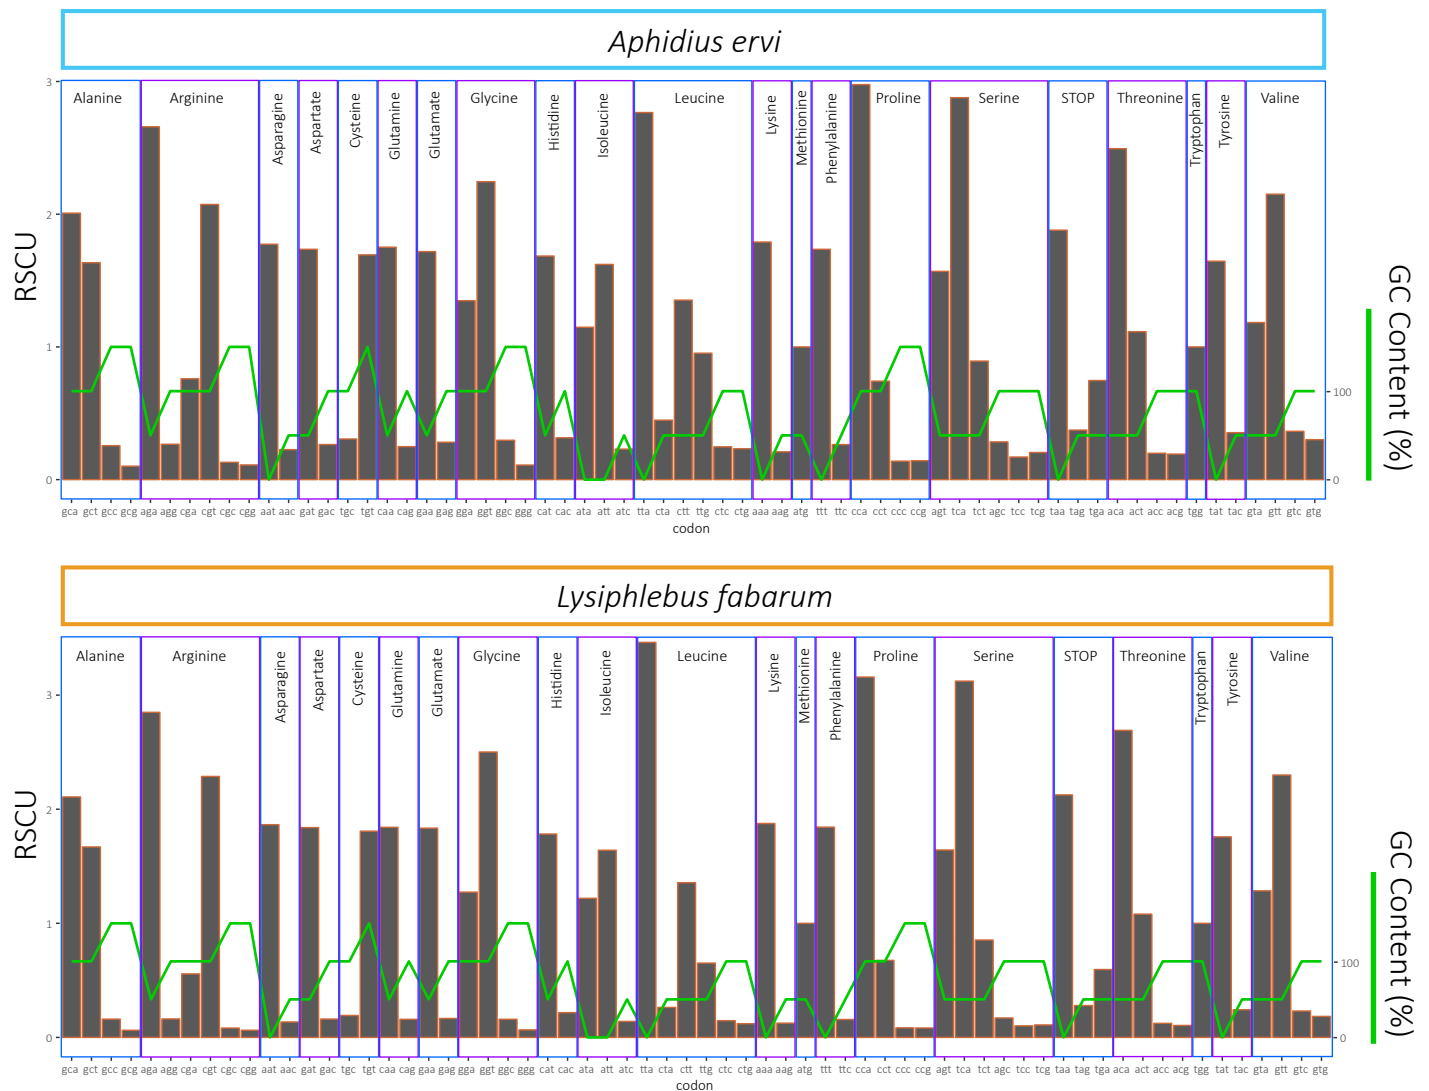 Aphidius ervi
3
Alanine Arginine Asparagine Aspartate Cysteine Glutamine Glutamate Glycine Histidine Isoleucine Leucine Lysine Methionine Phenylalanine Proline Serine STOP Threonine Tryptophan Tyrosine Valine
2
RSCU
1
100
0
0
GC Content (%)
gca gct gcc gcg aga agg cga cgt cgc cgg aat aac gat gac tgc tgt caa cag gaa gag gga ggt ggc ggg cat cac ata att atc tta cta ctt ttg ctc ctg aaa aag atg ttt ttc cca cct ccc ccg agt tca tct agc tcc tcg taa tag tga aca act acc acg tgg tat tac gta gtt gtc gtg
codon
Lysiphlebus fabarum
Alanine Arginine Asparagine Aspartate Cysteine Glutamine Glutamate Glycine Histidine Isoleucine Leucine Lysine Methionine Phenylalanine Proline Serine STOP Threonine Tryptophan Tyrosine Valine
3
2
RSCU
1
100
0
0
GC Content (%)
gca gct gcc gcg aga agg cga cgt cgc cgg aat aac gat gac tgc tgt caa cag gaa gag gga ggt ggc ggg cat cac ata att atc tta cta ctt ttg ctc ctg aaa aag atg ttt ttc cca cct ccc ccg agt tca tct agc tcc tcg taa tag tga aca act acc acg tgg tat tac gta gtt gtc gtg
codon